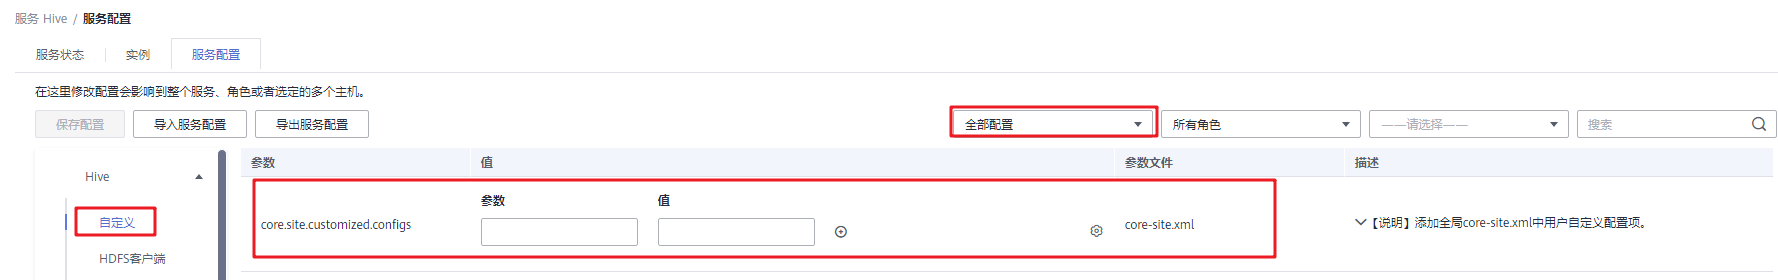 服务 Hive / 服务配置
服务状态 实例 服务配置
在这里修改配置会影响到整个服务、角色或者选定的多个主机。
保存配置 导入服务配置 导出服务配置 全部配置 所有角色 ——请选择—— 搜索
参数 值 参数文件 描述
Hive
自定义
HDFS客户端
参数 值
core.site.customized.configs core-site.xml 【说明】添加全局core-site.xml中用户自定义配置项。